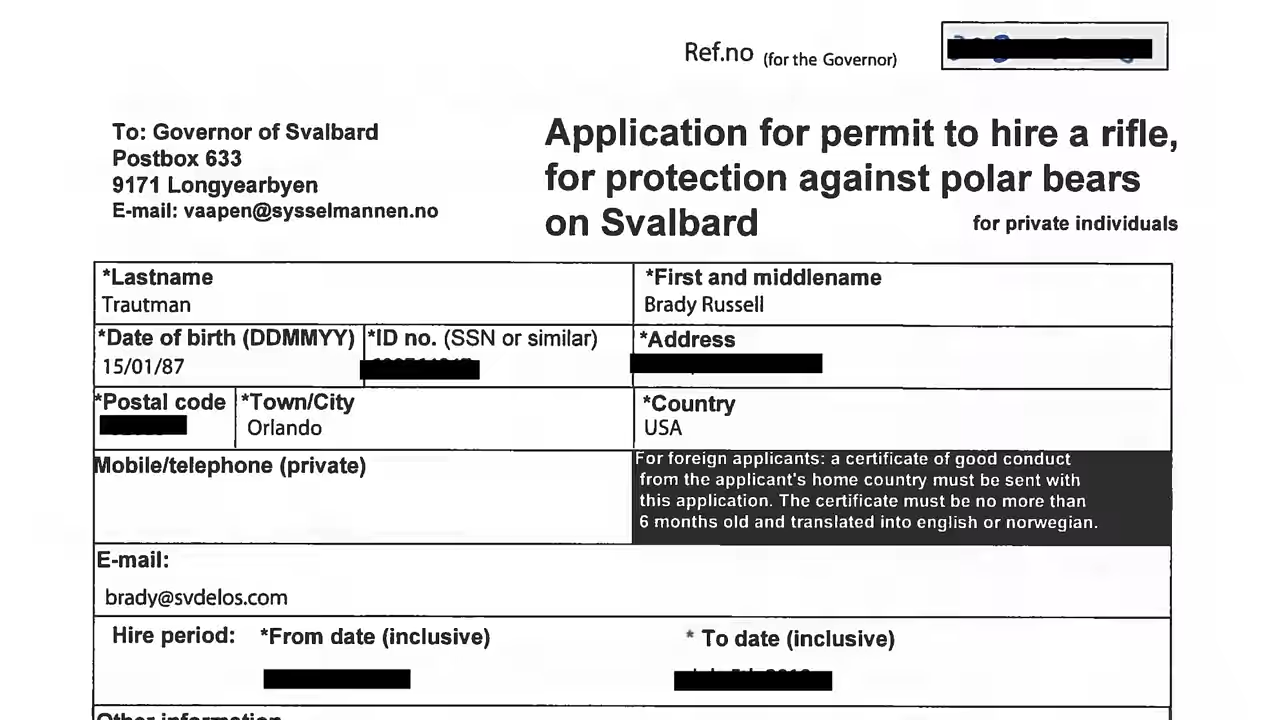 Ref.no (for the Governor)
To: Governor of Svalbard
Postbox 633
9171 Longyearbyen
E-mail: vaapen@sysselmannen.no
Application for permit to hire a rifle,
for protection against polar bears
on Svalbard
for private individuals
*Lastname
Trautman
*First and middlename
Brady Russell
*Date of birth (DDMMYY)
15/01/87
*ID no. (SSN or similar)
*Address
*Postal code
*Town/City
Orlando
*Country
USA
Mobile/telephone (private)
For foreign applicants: a certificate of good conduct
from the applicant's home country must be sent with
this application. The certificate must be no more than
6 months old and translated into english or norwegian.
E-mail:
brady@svdelos.com
Hire period: *From date (inclusive)
* To date (inclusive)
Other information